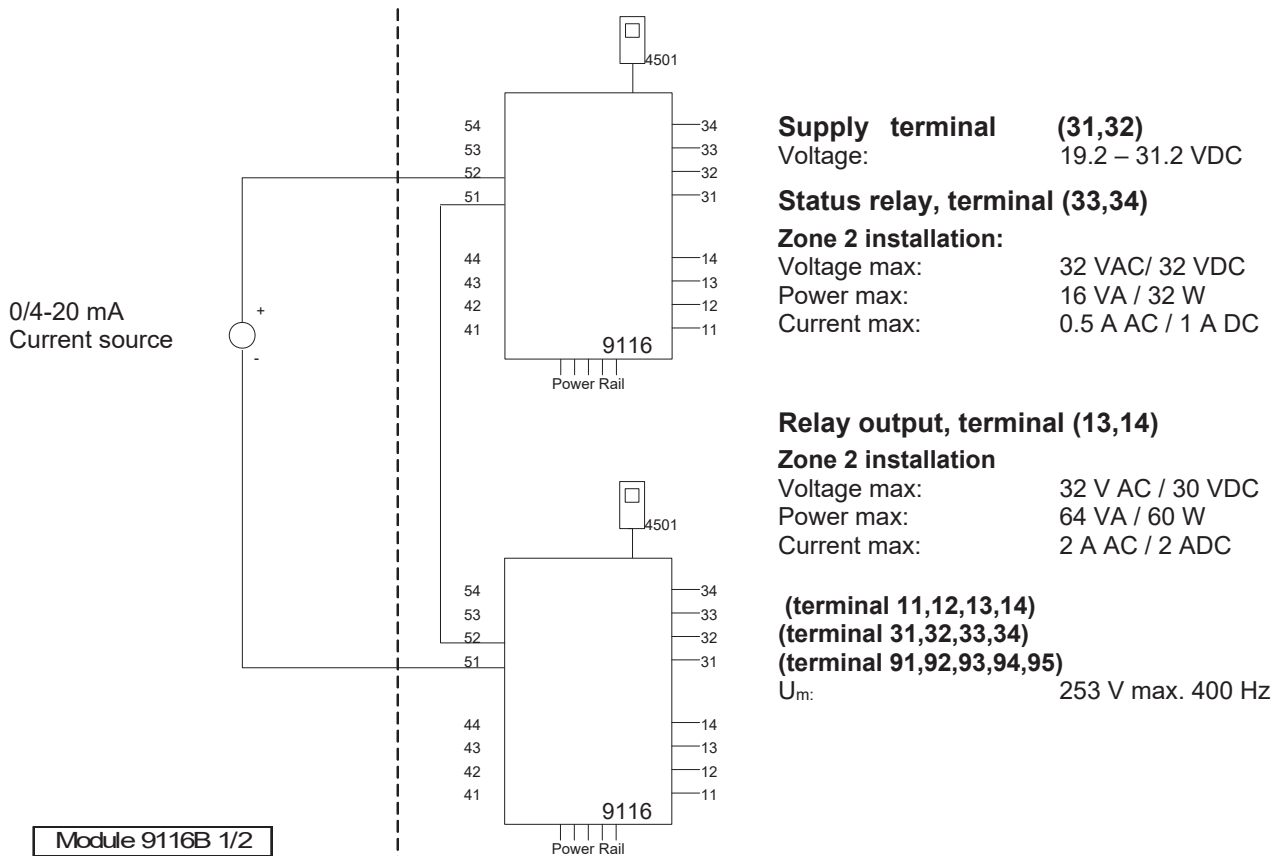 4501
54
53
52
51
44
43
42
41
34
33
32
31
14
13
12
11
9116
Power Rail
0/4-20 mA
Current source
+
-
4501
54
53
52
51
44
43
42
41
34
33
32
31
14
13
12
11
9116
Power Rail
Module 9116B 1/2
Supply terminal (31,32)
Voltage: 19.2 – 31.2 VDC
Status relay, terminal (33,34)
Zone 2 installation:
Voltage max: 32 VAC/ 32 VDC
Power max: 16 VA / 32 W
Current max: 0.5 A AC / 1 A DC
Relay output, terminal (13,14)
Zone 2 installation
Voltage max: 32 V AC / 30 VDC
Power max: 64 VA / 60 W
Current max: 2 A AC / 2 ADC
(terminal 11,12,13,14)
(terminal 31,32,33,34)
(terminal 91,92,93,94,95)
Um: 253 V max. 400 Hz